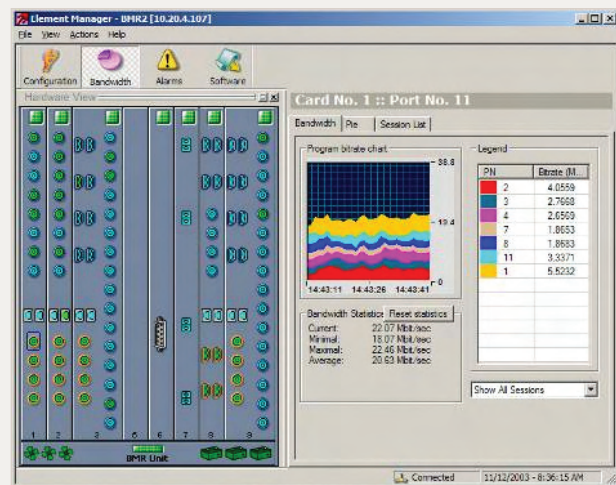 Element Manager - BMR2 [10.20.4.107]
File View Actions Help
Configuration Bandwidth Alarms Software
Hardware View
Card No. 1 :: Port No. 11
Bandwidth Pie Session List
Program bitrate chart
38.8
19.4
0
14:43:11 14:43:26 14:43:41
Legend
PN Bitrate (M...
2 4.0559
3 2.7668
4 2.6569
7 1.8653
8 1.8683
11 3.3371
1 5.5232
Bandwidth Statistics Reset statistics
Current: 22.07 Mbit/sec
Minimal: 18.07 Mbit/sec
Maximal: 22.46 Mbit/sec
Average: 20.63 Mbit/sec
Show All Sessions
1 2 3 5 6 7 8 9
BMR Unit
Connected 11/12/2003 - 8:36:15 AM